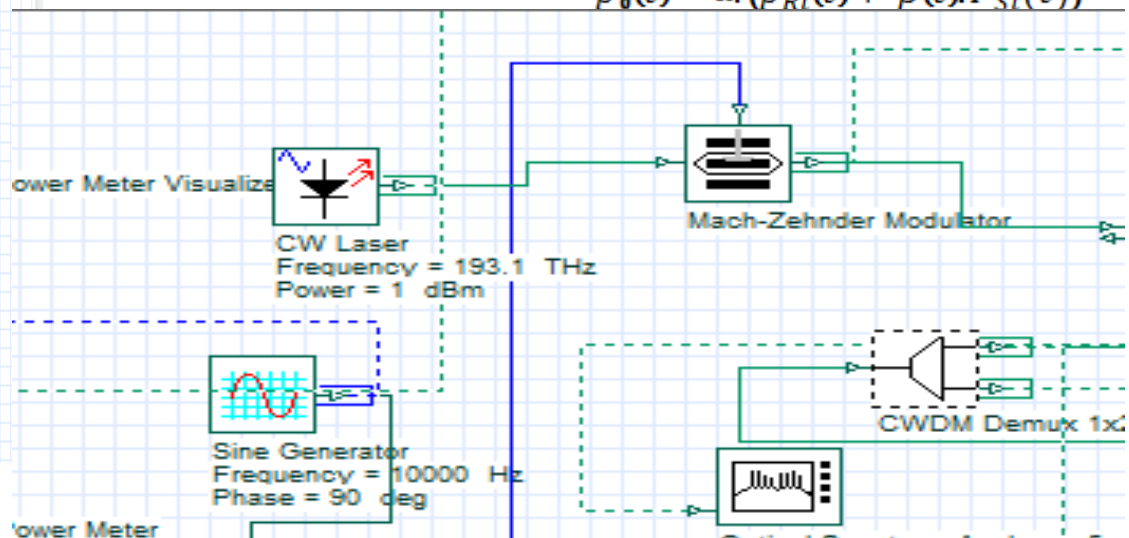 ower Meter Visualize
Mach-Zehnder Modulator
CW Laser
Frequency = 193.1 THz
Power = 1 dBm
CWDM Demux 1x2
Sine Generator
Frequency = 10000 Hz
Phase = 90 deg
ower Meter